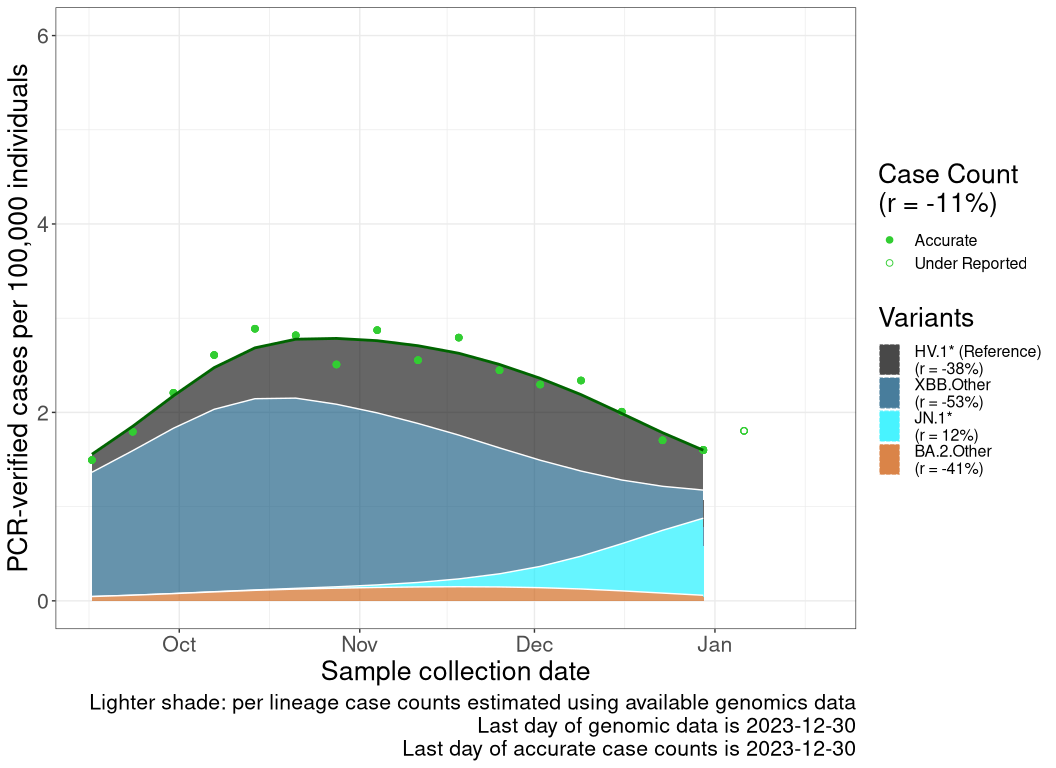 PCR-verified cases per 100,000 individuals
6
4
2
0
Oct
Nov
Dec
Jan
Sample collection date
Lighter shade: per lineage case counts estimated using available genomics data
Last day of genomic data is 2023-12-30
Last day of accurate case counts is 2023-12-30
Case Count
(r = -11%)
Accurate
Under Reported
Variants
HV.1* (Reference)
(r = -38%)
XBB.Other
(r = -53%)
JN.1*
(r = 12%)
BA.2.Other
(r = -41%)